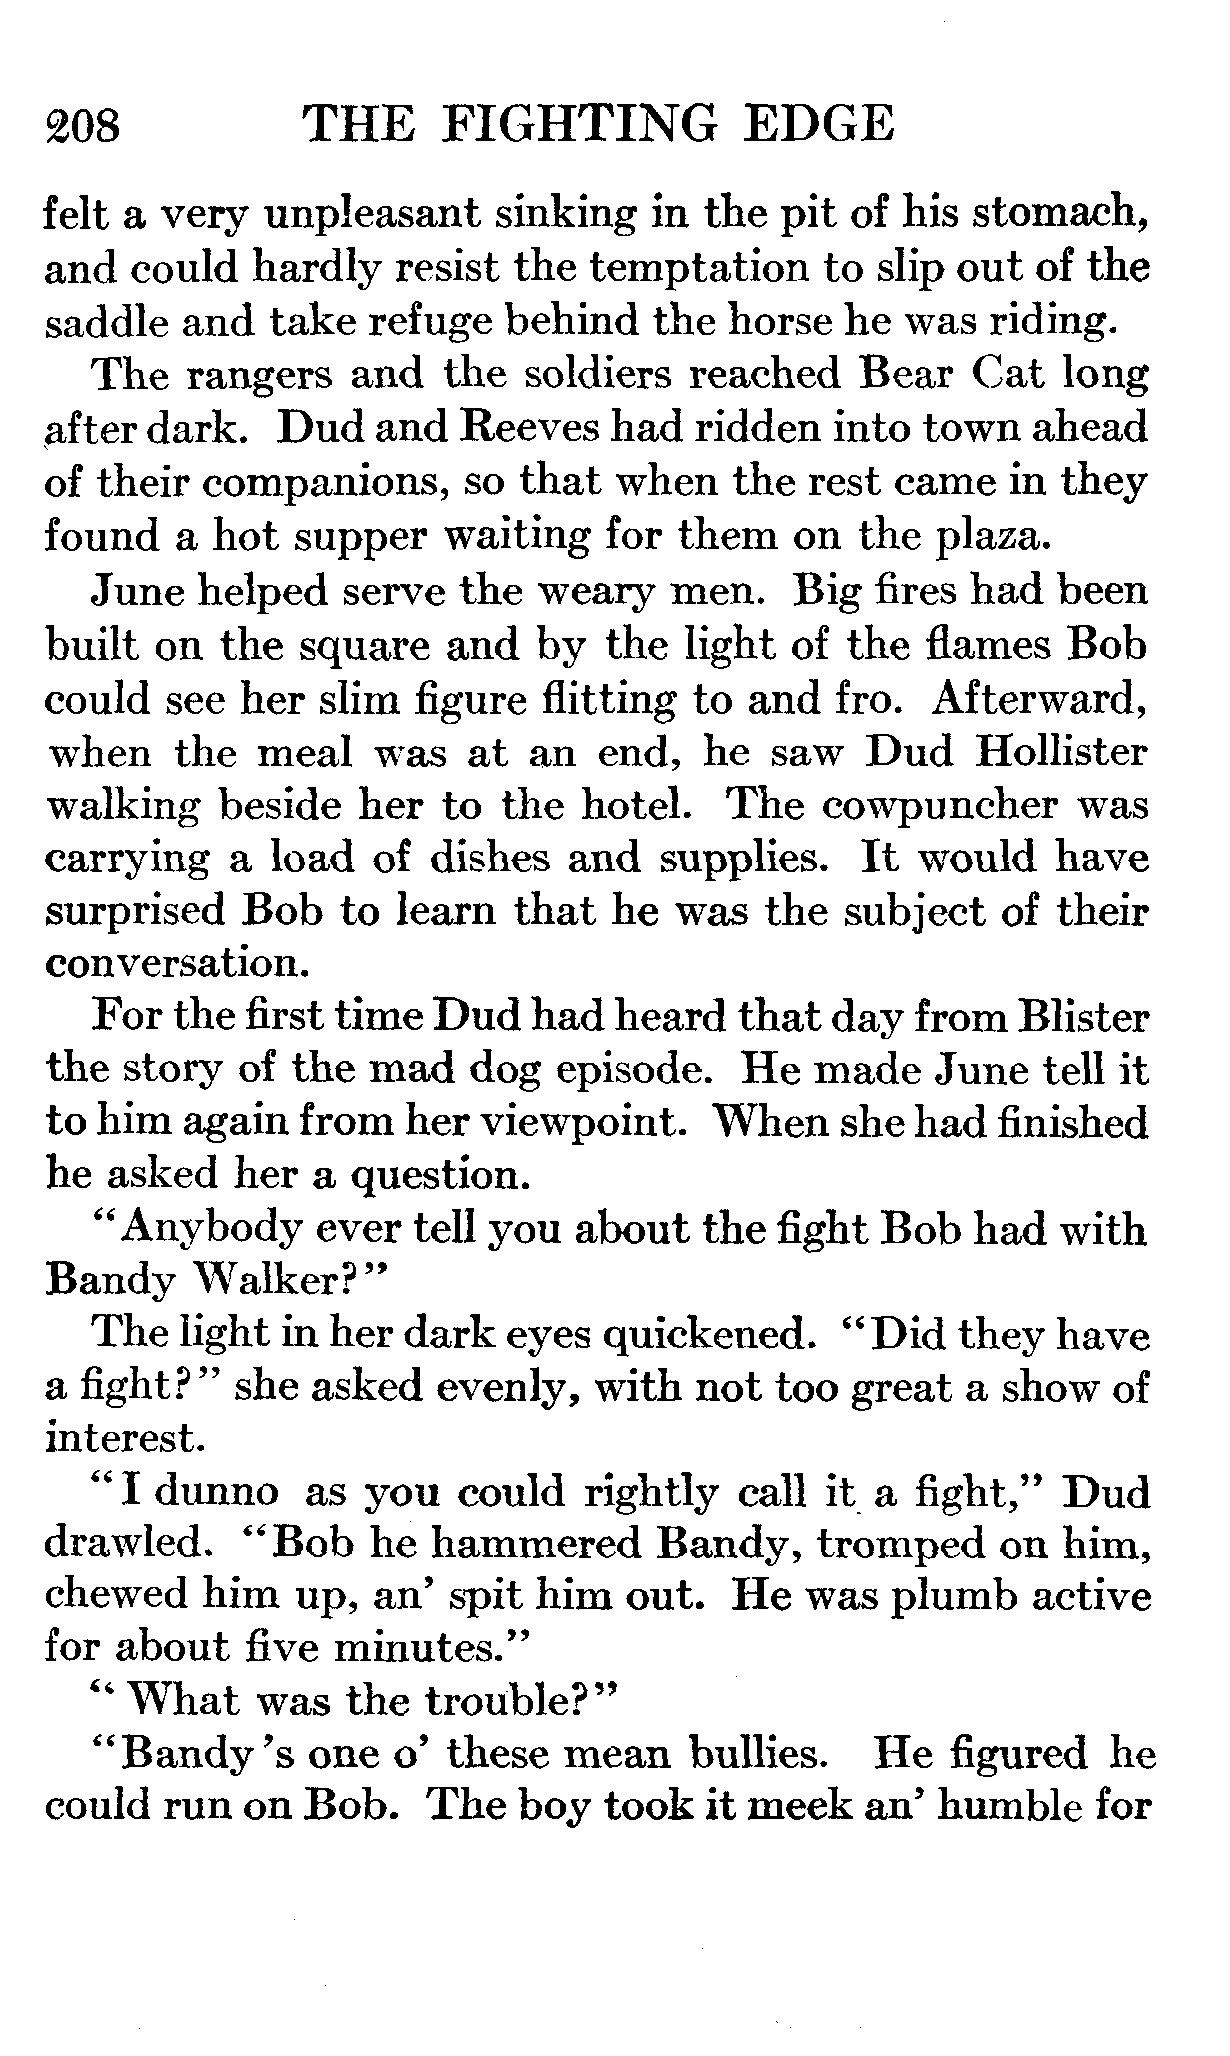 208 THE FIGHTING EDGE
felt a very unpleasant sinking in the pit of his stomach,
and could hardly resist the temptation to slip out of the
saddle and take refuge behind the horse he was riding.
The rangers and the soldiers reached Bear Cat long
after dark. Dud and Reeves had ridden into town ahead
of their companions, so that when the rest came in they
found a hot supper waiting for them on the plaza.
June helped serve the weary men. Big fires had been
built on the square and by the light of the flames Bob
could see her slim figure flitting to and fro. Afterward,
when the meal was at an end, he saw Dud Hollister
walking beside her to the hotel. The cowpuncher was
carrying a load of dishes and supplies. It would have
surprised Bob to learn that he was the subject of their
conversation.
For the first time Dud had heard that day from Blister
the story of the mad dog episode. He made June tell it
to him again from her viewpoint. When she had finished
he asked her a question.
“Anybody ever tell you about the fight Bob had with
Bandy Walker?”
The light in her dark eyes quickened. “Did they have
a fight?” she asked evenly, with not too great a show of
interest.
“I dunno as you could rightly call it a fight,” Dud
drawled. “Bob he hammered Bandy, tromped on him,
chewed him up, an’ spit him out. He was plumb active
for about five minutes.”
“What was the trouble?”
“Bandy’s one o’ these mean bullies. He figured he
could run on Bob. The boy took it meek an’ humble for